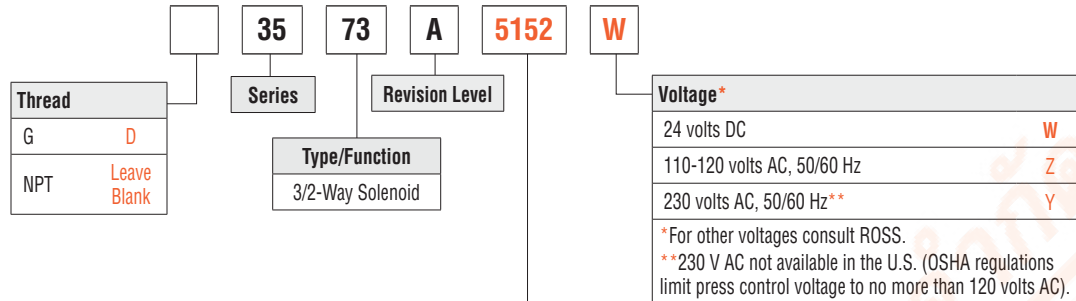 35 73 A 5152 W
Thread
G D
NPT Leave Blank
Series
Revision Level
Type/Function
3/2-Way Solenoid
Voltage*
24 volts DC W
110-120 volts AC, 50/60 Hz Z
230 volts AC, 50/60 Hz** Y
*For other voltages consult ROSS.
**230 V AC not available in the U.S. (OSHA regulations
limit press control voltage to no more than 120 volts AC).